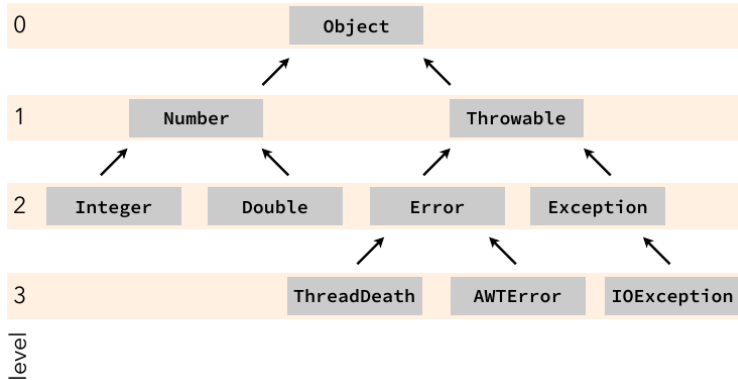 0
Object
1
Number
Throwable
2
Integer
Double
Error
Exception
3
ThreadDeath
AWTError
IOException
level